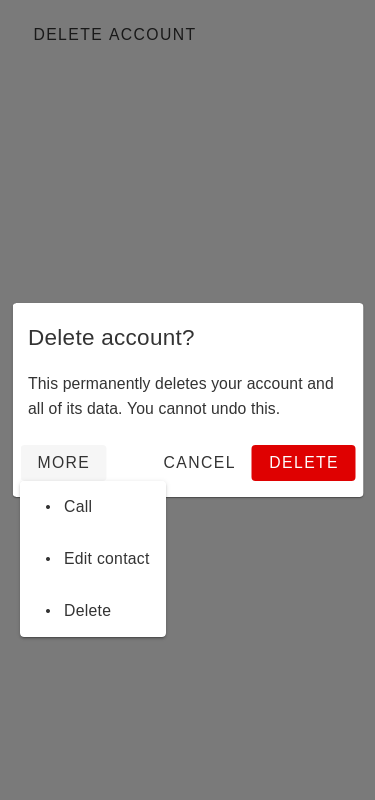 DELETE ACCOUNT
Delete account?
This permanently deletes your account and
all of its data. You cannot undo this.
MORE CANCEL DELETE
• Call
• Edit contact
• Delete